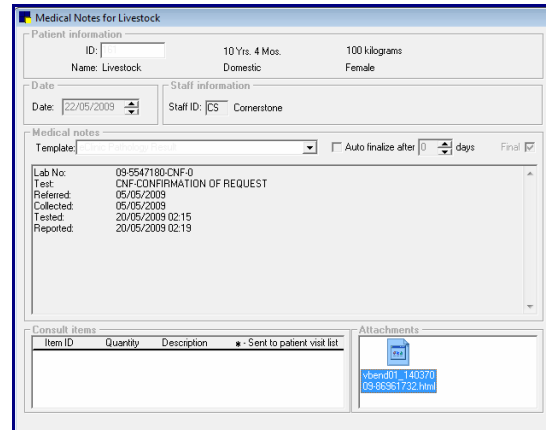 Medical Notes for Livestock
Patient information
ID:
10 Yrs. 4 Mos.
100 kilograms
Name: Livestock
Domestic
Female
Date
Staff information
Date: 22/05/2009
Staff ID: CS Cornerstone
Medical notes
Template: Clinic Pathology Result
Auto finalize after 0 days
Final
Lab No: 09-5547180-CNF-0
Test: CNF-CONFIRMATION OF REQUEST
Referred: 05/05/2009
Collected: 05/05/2009
Tested: 20/05/2009 02:15
Reported: 20/05/2009 02:19
Consult items
Attachments
Item ID Quantity Description * - Sent to patient visit list
vbend01_140370
09-86961732.html